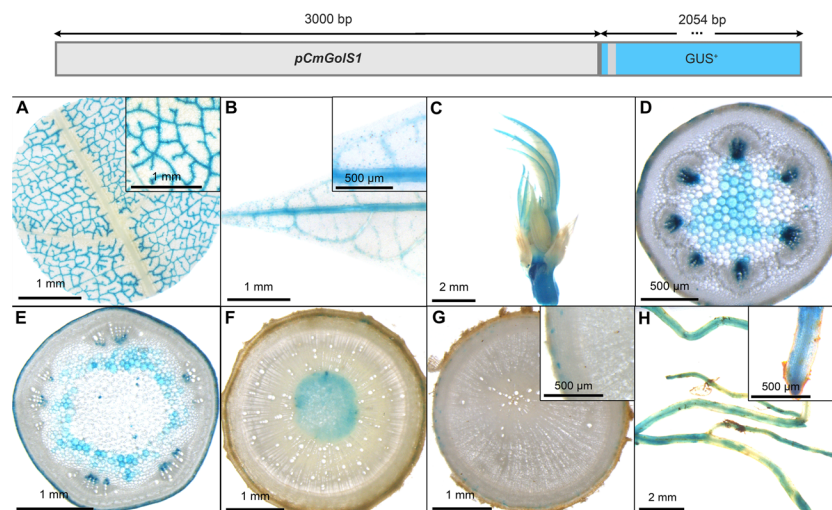 3000 bp
2054 bp
...
pCmGolS1
GUS+
A
1 mm
1 mm
B
500 µm
1 mm
C
2 mm
D
500 µm
E
1 mm
F
1 mm
G
500 µm
1 mm
H
500 µm
2 mm